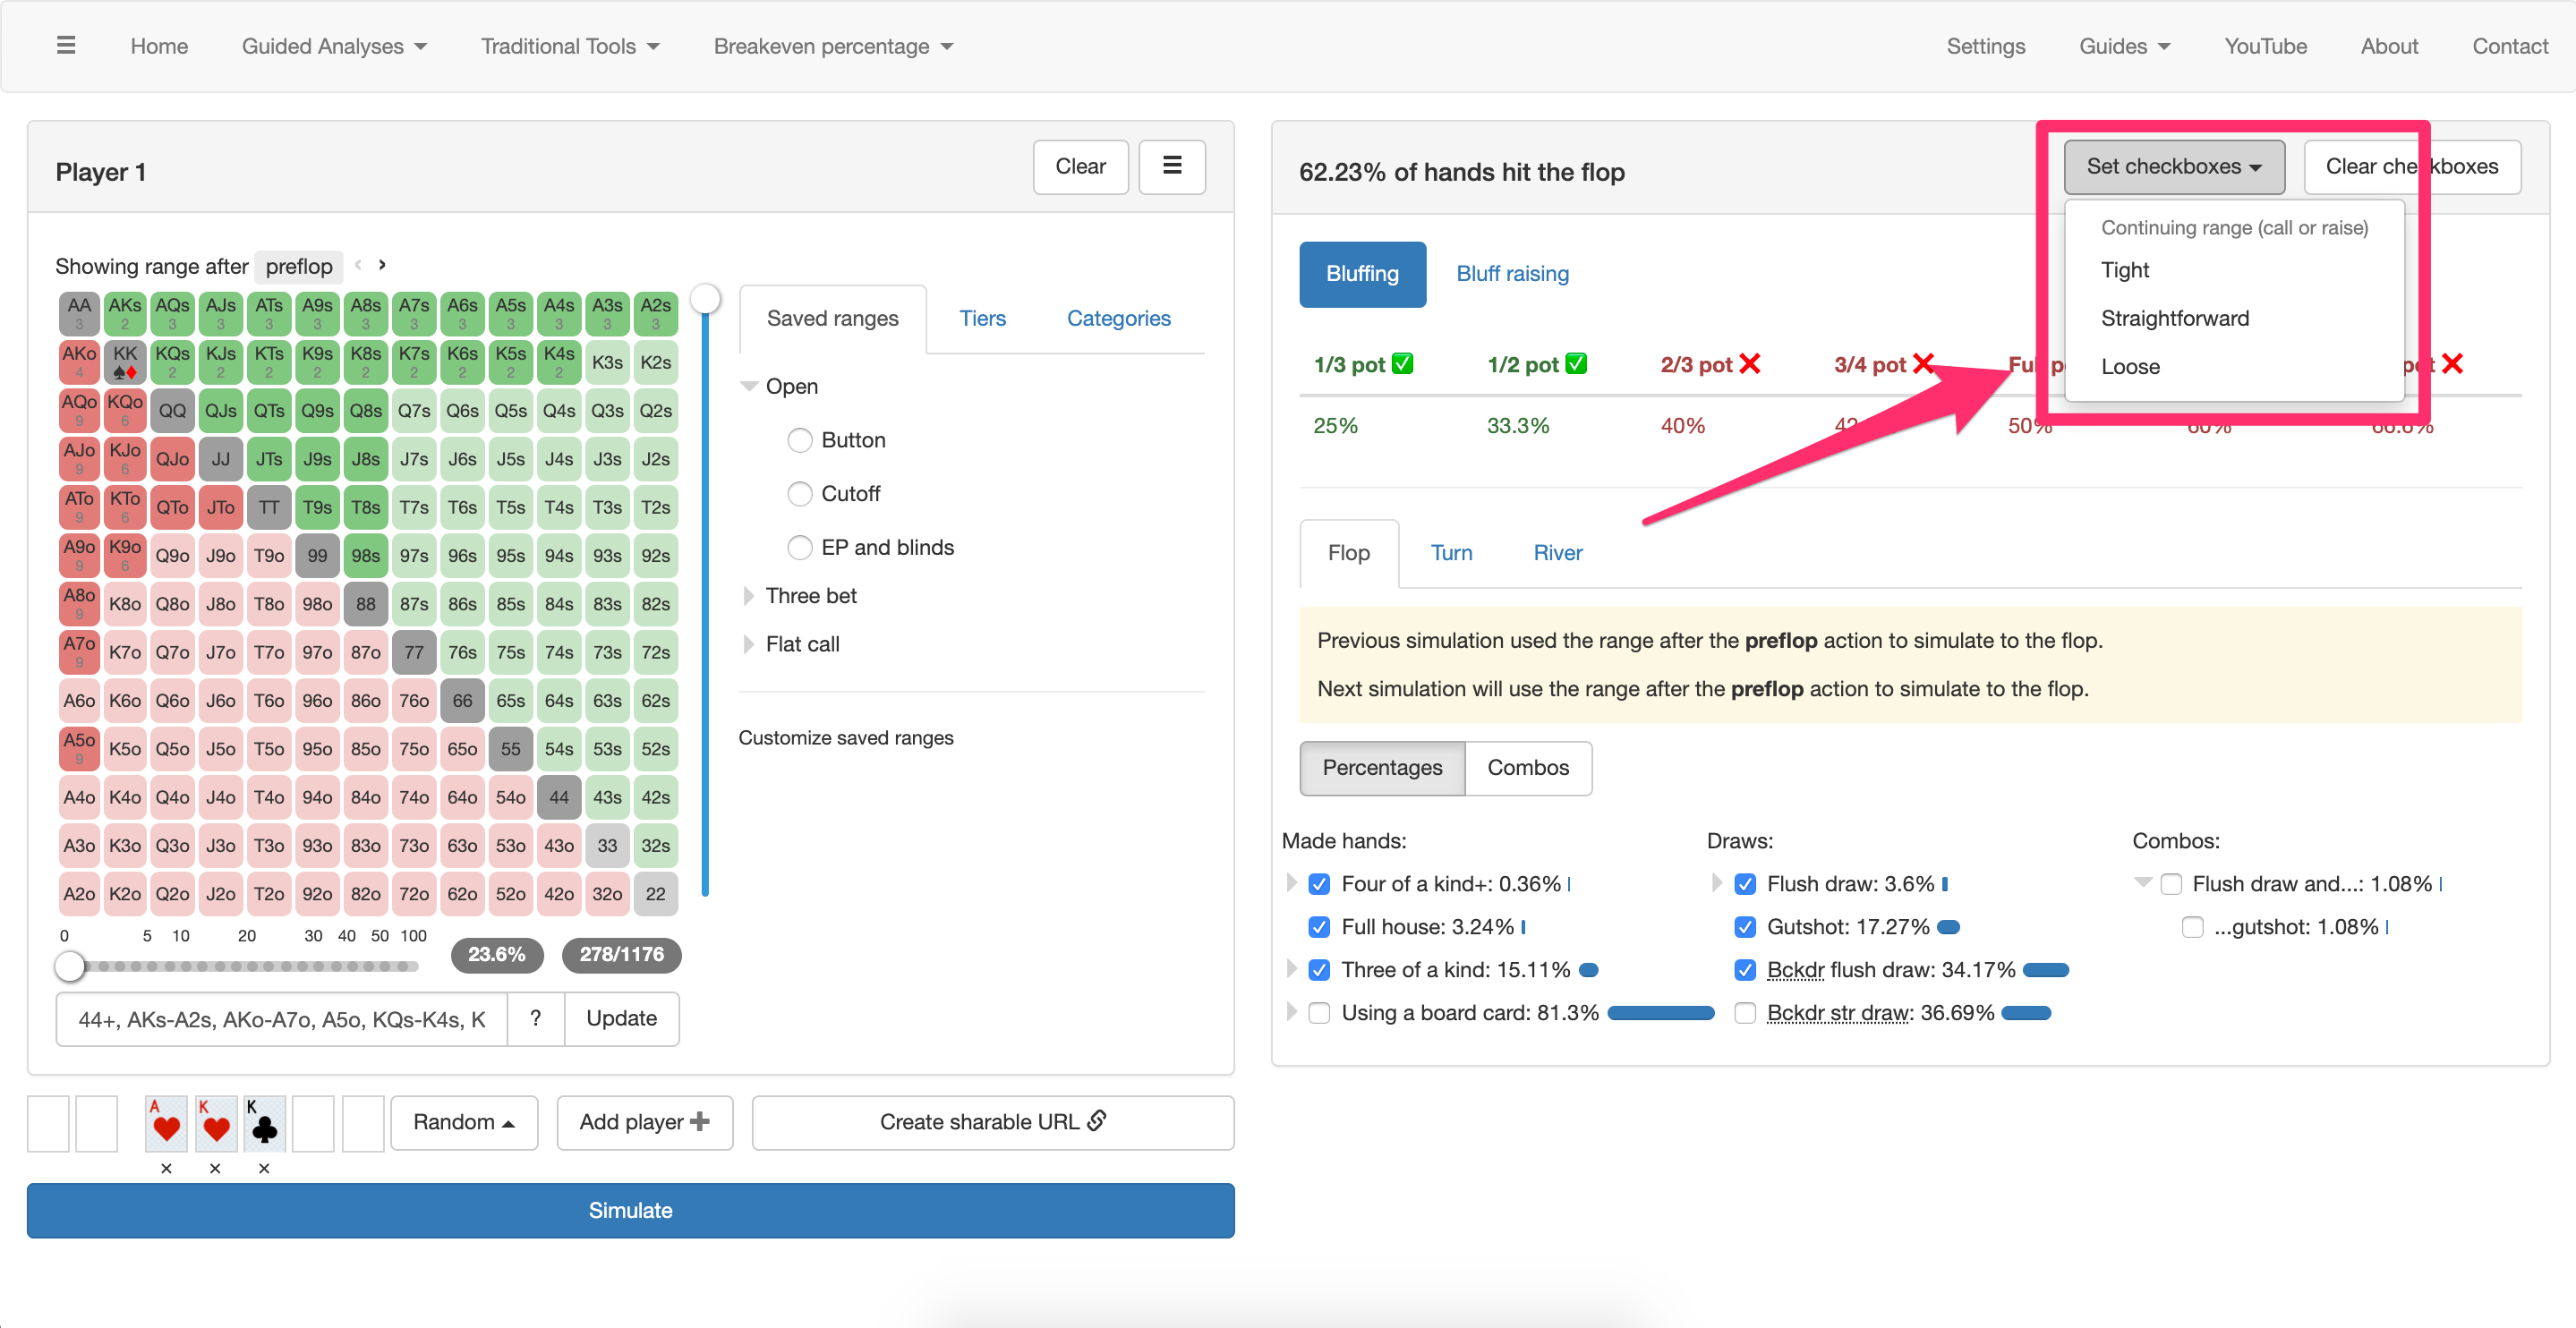 ☰ Home Guided Analyses Traditional Tools Breakeven percentage Settings Guides YouTube About Contact
Player 1 Clear ☰
Showing range after preflop ‹ ›
AA AKs AQs AJs ATs A9s A8s A7s A6s A5s A4s A3s A2s
3 2 3 3 3 3 3 3 3 3 3 3 3
AKo KK KQs KJs KTs K9s K8s K7s K6s K5s K4s K3s K2s
4 ♠♦ 2 2 2 2 2 2 2 2 2
AQo KQo QQ QJs QTs Q9s Q8s Q7s Q6s Q5s Q4s Q3s Q2s
9 6
AJo KJo QJo JJ JTs J9s J8s J7s J6s J5s J4s J3s J2s
9 6
ATo KTo QTo JTo TT T9s T8s T7s T6s T5s T4s T3s T2s
9 6
A9o K9o Q9o J9o T9o 99 98s 97s 96s 95s 94s 93s 92s
9 6
A8o K8o Q8o J8o T8o 98o 88 87s 86s 85s 84s 83s 82s
9
A7o K7o Q7o J7o T7o 97o 87o 77 76s 75s 74s 73s 72s
9
A6o K6o Q6o J6o T6o 96o 86o 76o 66 65s 64s 63s 62s
A5o K5o Q5o J5o T5o 95o 85o 75o 65o 55 54s 53s 52s
9
A4o K4o Q4o J4o T4o 94o 84o 74o 64o 54o 44 43s 42s
A3o K3o Q3o J3o T3o 93o 83o 73o 63o 53o 43o 33 32s
A2o K2o Q2o J2o T2o 92o 82o 72o 62o 52o 42o 32o 22
0 5 10 20 30 40 50 100
23.6% 278/1176
44+, AKs-A2s, AKo-A7o, A5o, KQs-K4s, K ? Update
Saved ranges Tiers Categories
Open
Button
Cutoff
EP and blinds
Three bet
Flat call
Customize saved ranges
A K K
× × ×
Random Add player Create sharable URL
Simulate
62.23% of hands hit the flop Set checkboxes Clear checkboxes
Continuing range (call or raise)
Tight
Straightforward
Loose
Bluffing Bluff raising
1/3 pot ✅ 1/2 pot ✅ 2/3 pot ❌ 3/4 pot ❌ pot ❌
25% 33.3% 40% 50% 60% 66.6%
Flop Turn River
Previous simulation used the range after the preflop action to simulate to the flop.
Next simulation will use the range after the preflop action to simulate to the flop.
Percentages Combos
Made hands:
Four of a kind+: 0.36%
Full house: 3.24%
Three of a kind: 15.11%
Using a board card: 81.3%
Draws:
Flush draw: 3.6%
Gutshot: 17.27%
Bckdr flush draw: 34.17%
Bckdr str draw: 36.69%
Combos:
Flush draw and...: 1.08%
...gutshot: 1.08%